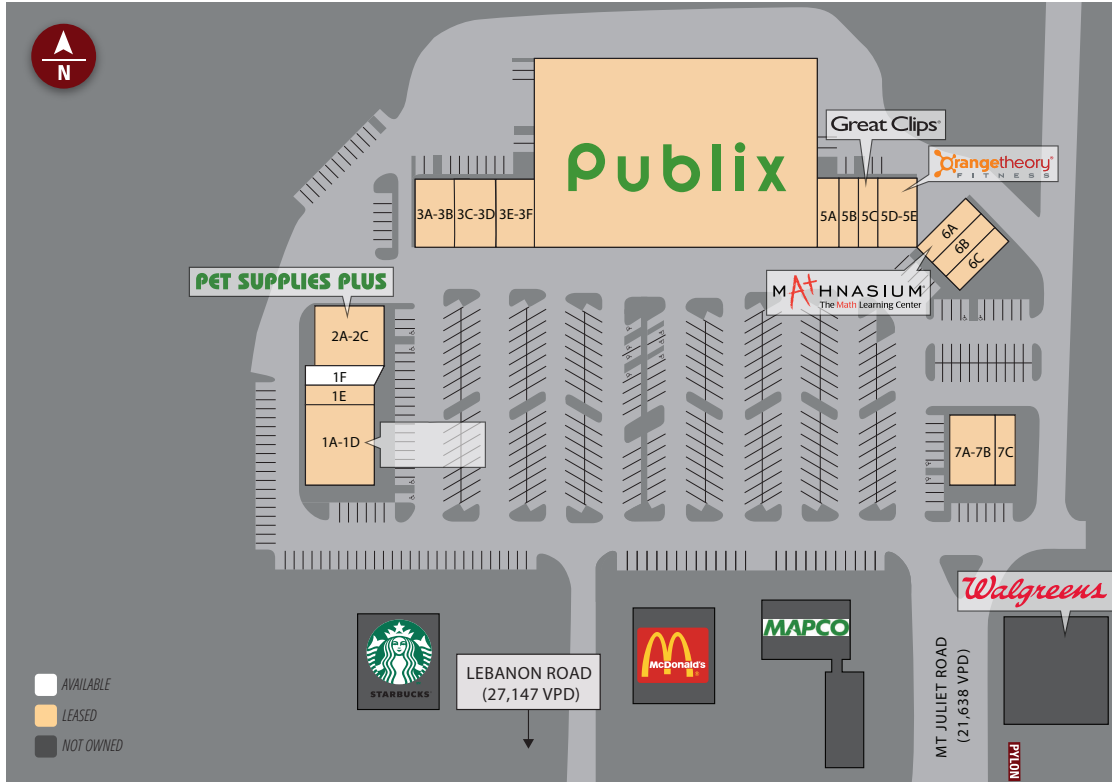 N
Publix
Great Clips®
Orangetheory®
FITNESS
3A-3B
3C-3D
3E-3F
5A
5B
5C
5D-5E
6A
6B
6C
PET SUPPLIES PLUS
MATHNASIUM®
The Math Learning Center
2A-2C
1F
1E
1A-1D
7A-7B
7C
Walgreens
STARBUCKS
McDonald's
MAPCO
LEBANON ROAD
(27,147 VPD)
MT JULIET ROAD
(21,638 VPD)
PYLON
AVAILABLE
LEASED
NOT OWNED